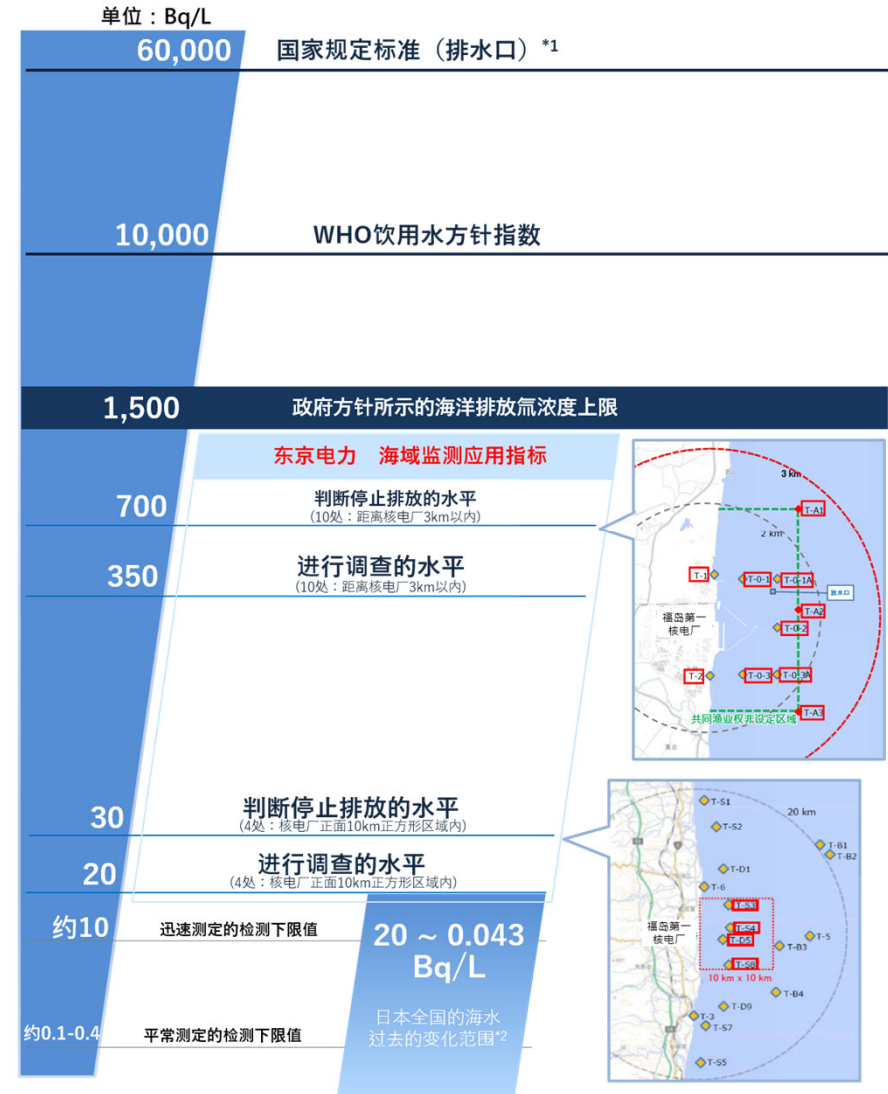 单位：Bq/L
60,000
国家规定标准（排水口）*1
10,000
WHO饮用水方针指数
1,500
政府方针所示的海洋排放氚浓度上限
东京电力 海域监测应用指标
700
判断停止排放的水平
(10处：距离核电厂3km以内)
350
进行调查的水平
(10处：距离核电厂3km以内)
3 km
T-A1
2 km
T-1
T-0-1
T-0-1A
放水口
福岛第一
核电厂
T-A2
T-0-2
T-2
T-0-3
T-0-3A
T-A3
共同渔业权非设定区域
30
判断停止排放的水平
(4处：核电厂正面10km正方形区域内)
20
进行调查的水平
(4处：核电厂正面10km正方形区域内)
约10
迅速测定的检测下限值
20 ~ 0.043
Bq/L
日本全国的海水
过去的变化范围*2
约0.1-0.4
平常测定的检测下限值
T-S1
20 km
T-S2
T-B1
T-B2
T-D1
T-6
T-S3
福岛第一
核电厂
T-S4
T-D5
T-5
T-B3
T-S8
10 km x 10 km
T-B4
T-D9
T-3
T-S7
T-S5